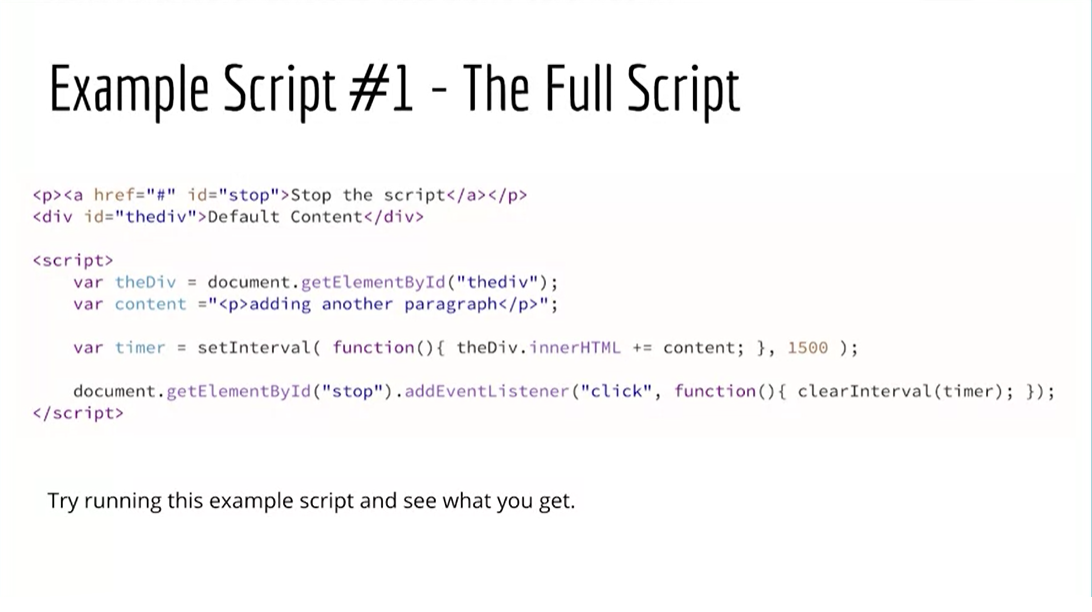 Example Script #1 - The Full Script
<p><a href="#" id="stop">Stop the script</a></p>
<div id="thediv">Default Content</div>
<script>
var theDiv = document.getElementById("thediv");
var content ="<p>adding another paragraph</p>";
var timer = setInterval( function(){ theDiv.innerHTML += content; }, 1500 );
document.getElementById("stop").addEventListener("click", function(){ clearInterval(timer); });
</script>
Try running this example script and see what you get.